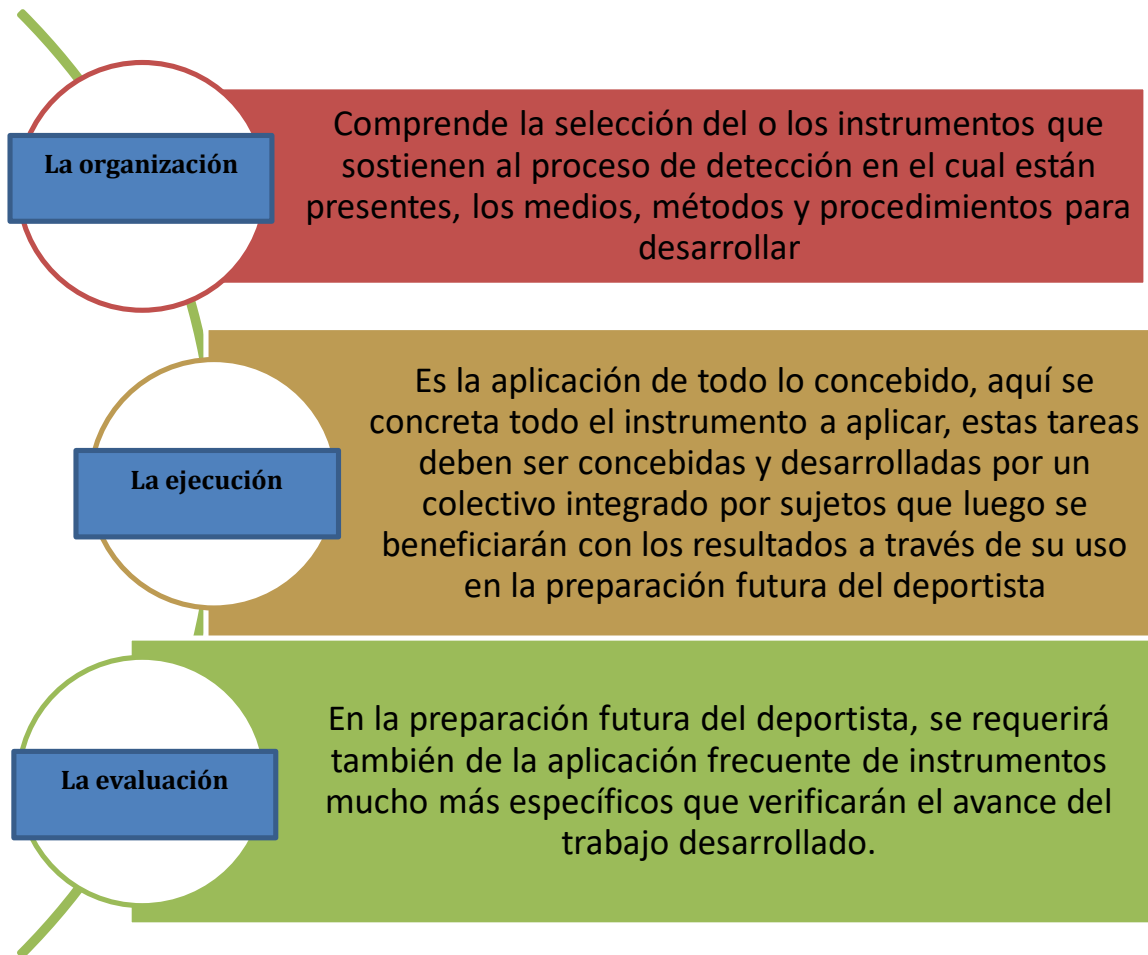 La organización
Comprende la selección del o los instrumentos que
sostienen al proceso de detección en el cual están
presentes, los medios, métodos y procedimientos para
desarrollar
La ejecución
Es la aplicación de todo lo concebido, aquí se
concreta todo el instrumento a aplicar, estas tareas
deben ser concebidas y desarrolladas por un
colectivo integrado por sujetos que luego se
beneficiarán con los resultados a través de su uso
en la preparación futura del deportista
La evaluación
En la preparación futura del deportista, se requerirá
también de la aplicación frecuente de instrumentos
mucho más específicos que verificarán el avance del
trabajo desarrollado.